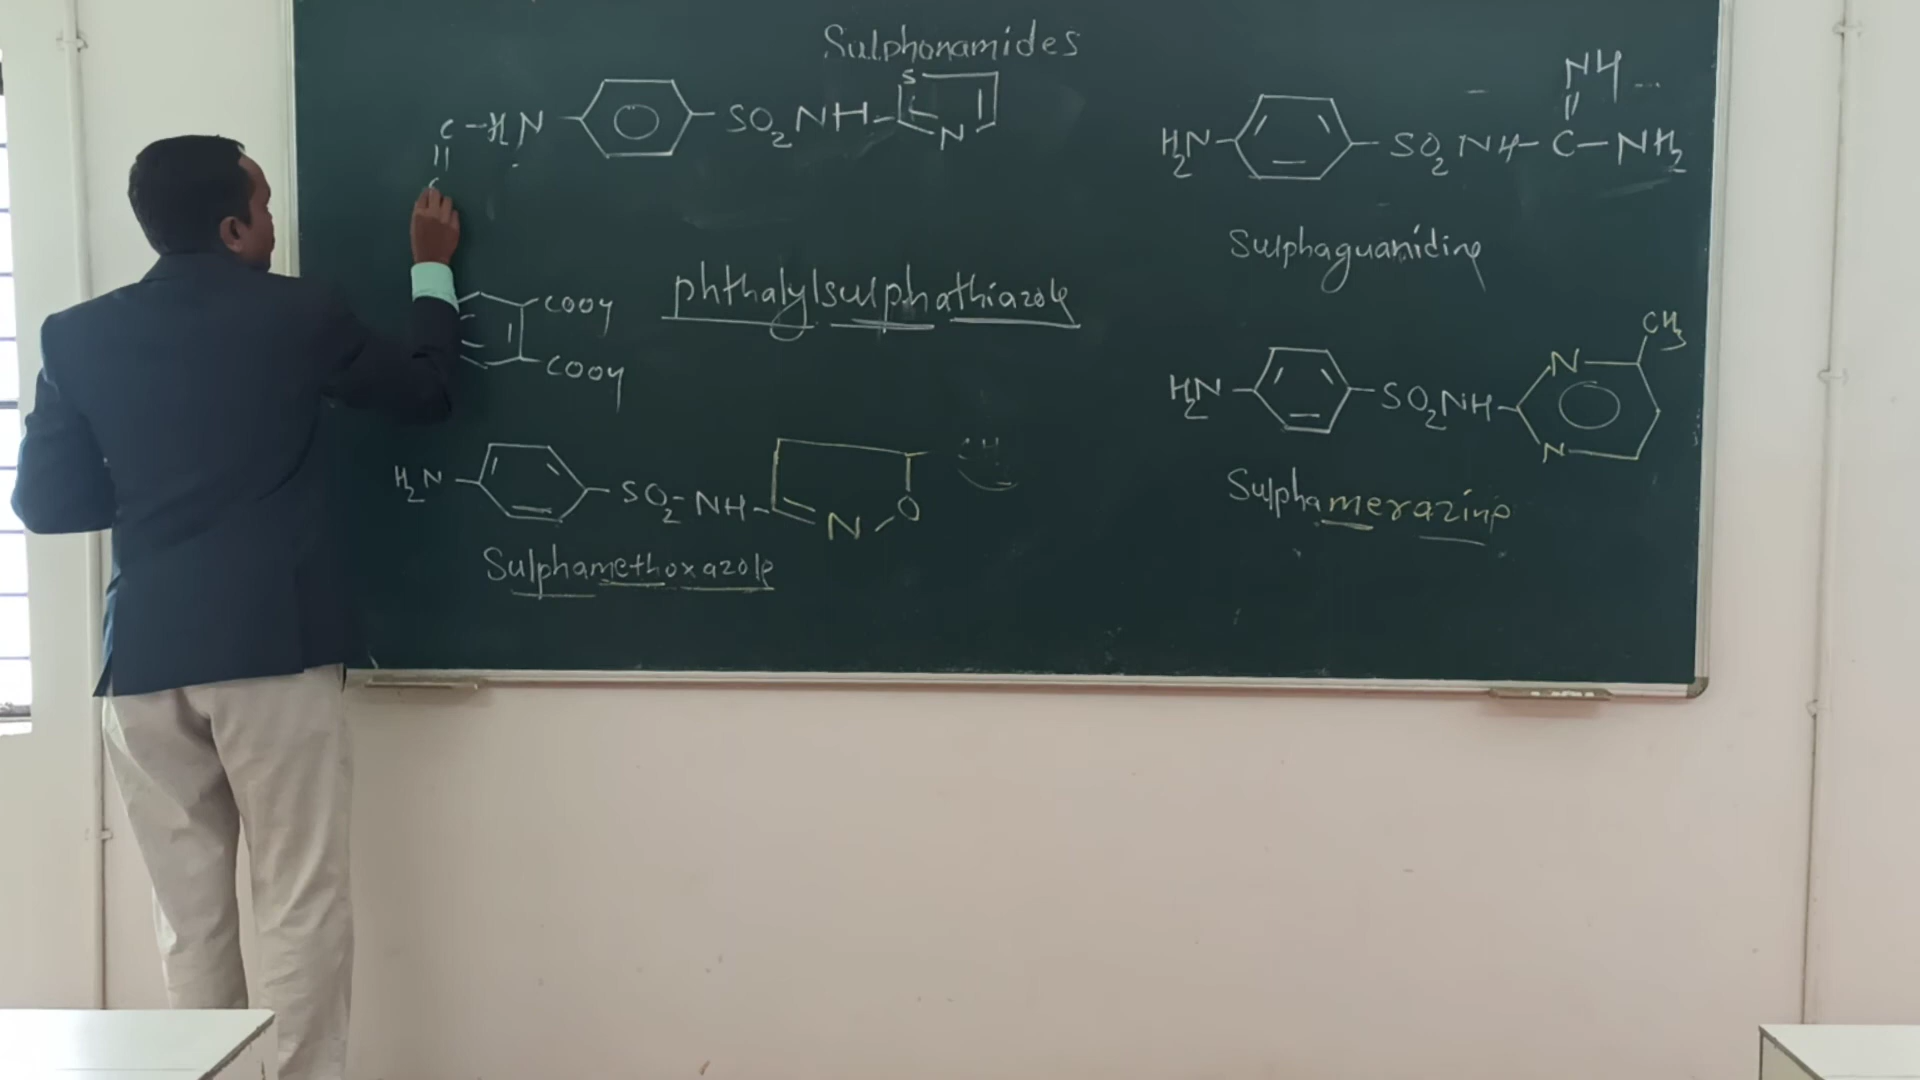 Sulphonamides
C-HN SO2NH S N
C
phthalylsulphathiazole
COOH
COOH
H2N SO2-NH N O CH
Sulphamethoxazole
NH
H2N SO2NH-C-NH2
Sulphaguanidine
CH3
H2N SO2NH N N
Sulphamerazine